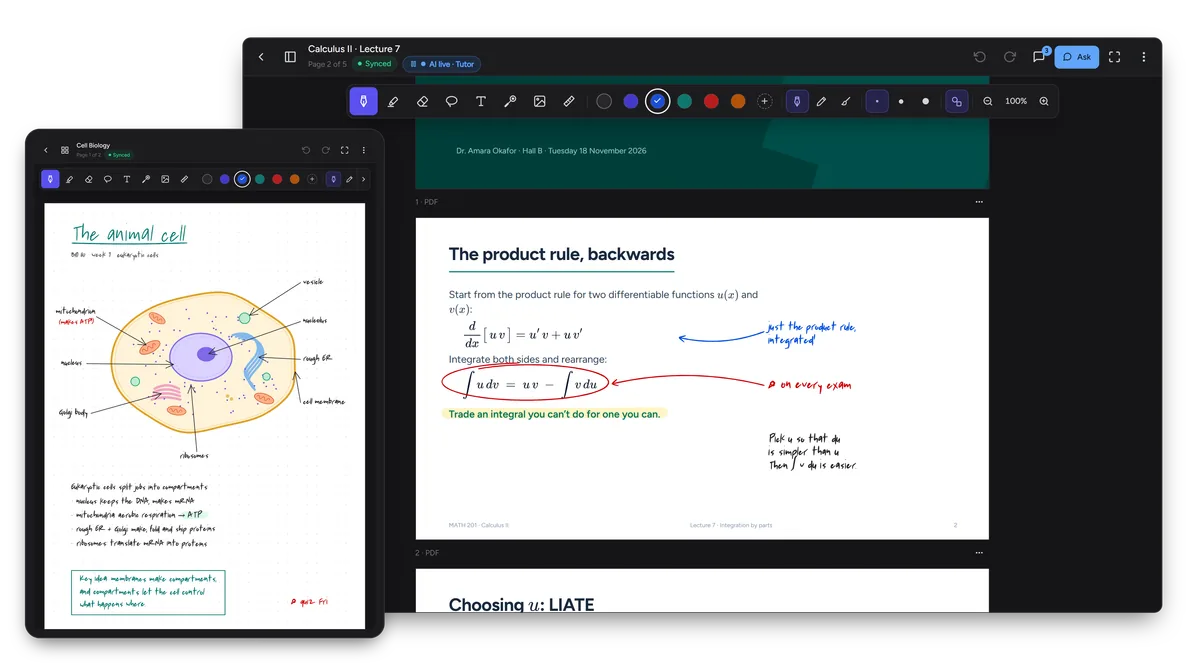 Calculus II · Lecture 7
Page 2 of 5
Synced
AI live · Tutor
3
Ask
100%
Dr. Amara Okafor · Hall B · Tuesday 18 November 2026
1 · PDF
The product rule, backwards
Start from the product rule for two differentiable functions u(x) and
v(x):
d/dx [u v] = u′ v + u v′
just the product rule,
integrated!
Integrate both sides and rearrange:
∫ u dv = u v − ∫ v du
on every exam
Trade an integral you can't do for one you can.
Pick u so that du
is simpler than u
Then ∫ v du is easier.
MATH 201 · Calculus II
Lecture 7 · Integration by parts
2
2 · PDF
Choosing u: LIATE
Cell Biology
Page 1 of 2
Synced
The animal cell
week
eukaryotic cells
vesicle
mitochondrion
(makes ATP)
nucleolus
nucleus
rough ER
Golgi body
cell membrane
ribosomes
Eukaryotic cells split jobs into compartments
nucleus keeps the DNA, makes mRNA
mitochondria aerobic respiration → ATP
rough ER + Golgi make, fold and ship proteins
ribosomes translate mRNA into proteins
Key idea membranes make compartments,
and compartments let the cell control
what happens where
quiz Fri